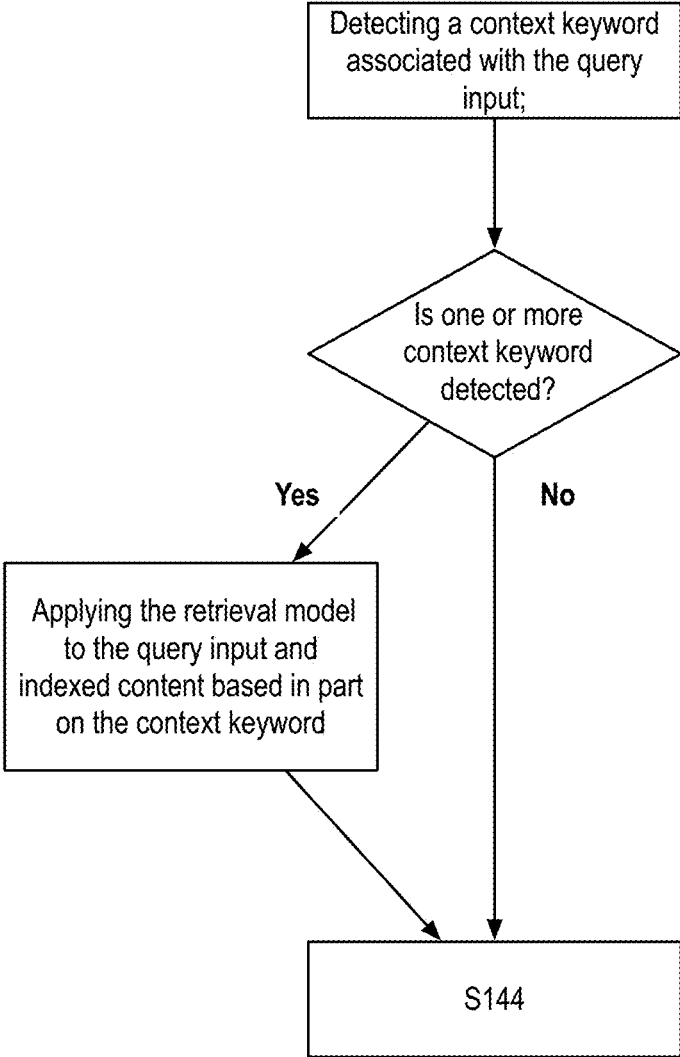 Detecting a context keyword
associated with the query
input;
Is one or more
context keyword
detected?
Yes
No
Applying the retrieval model
to the query input and
indexed content based in part
on the context keyword
S144